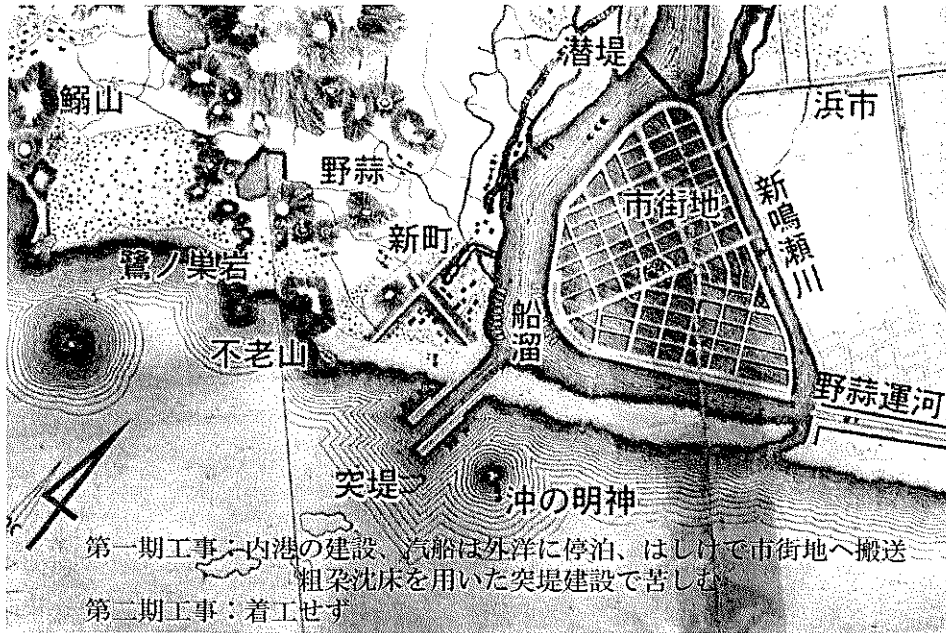 潜堤
鰯山
浜市
野蒜
市街地
新鳴瀬川
新町
鷺ノ巣岩
船溜
不老山
野蒜運河
突堤
沖の明神
第一期工事：内港の建設、汽船は外洋に停泊、はしけで市街地へ搬送
粗朶沈床を用いた突堤建設で苦しむ
第二期工事：着工せず